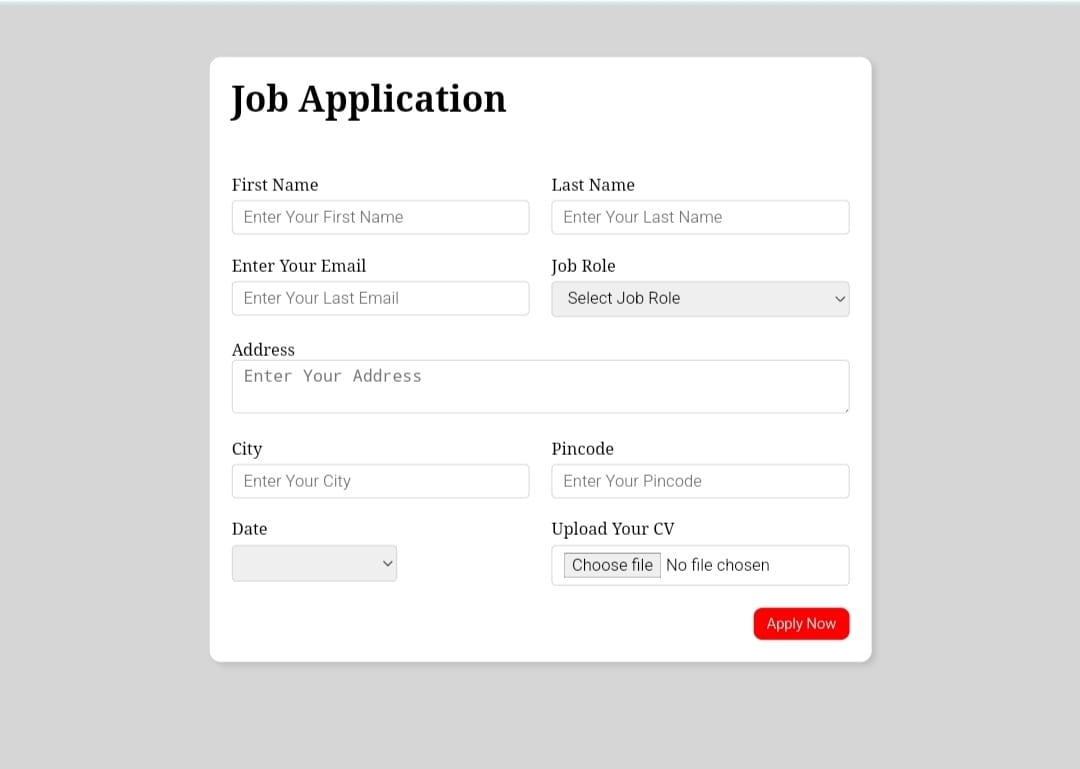 Job Application
First Name
Last Name
Enter Your First Name
Enter Your Last Name
Enter Your Email
Job Role
Enter Your Last Email
Select Job Role
Address
Enter Your Address
City
Pincode
Enter Your City
Enter Your Pincode
Date
Upload Your CV
Choose file No file chosen
Apply Now